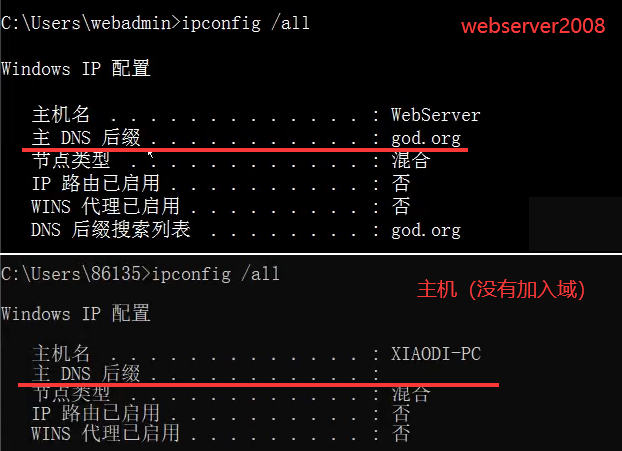 C:\Users\webadmin>ipconfig /all
webserver2008
Windows IP 配置
主机名 . . . . . . . . . . . . . : WebServer
主 DNS 后缀 . . . . . . . . . . . : god.org
节点类型 . . . . . . . . . . . . : 混合
IP 路由已启用 . . . . . . . . . . : 否
WINS 代理已启用 . . . . . . . . . : 否
DNS 后缀搜索列表 . . . . . . . . : god.org
C:\Users\86135>ipconfig /all
主机（没有加入域）
Windows IP 配置
主机名 . . . . . . . . . . . . . : XIAODI-PC
主 DNS 后缀 . . . . . . . . . . . :
节点类型 . . . . . . . . . . . . : 混合
IP 路由已启用 . . . . . . . . . . : 否
WINS 代理已启用 . . . . . . . . . : 否